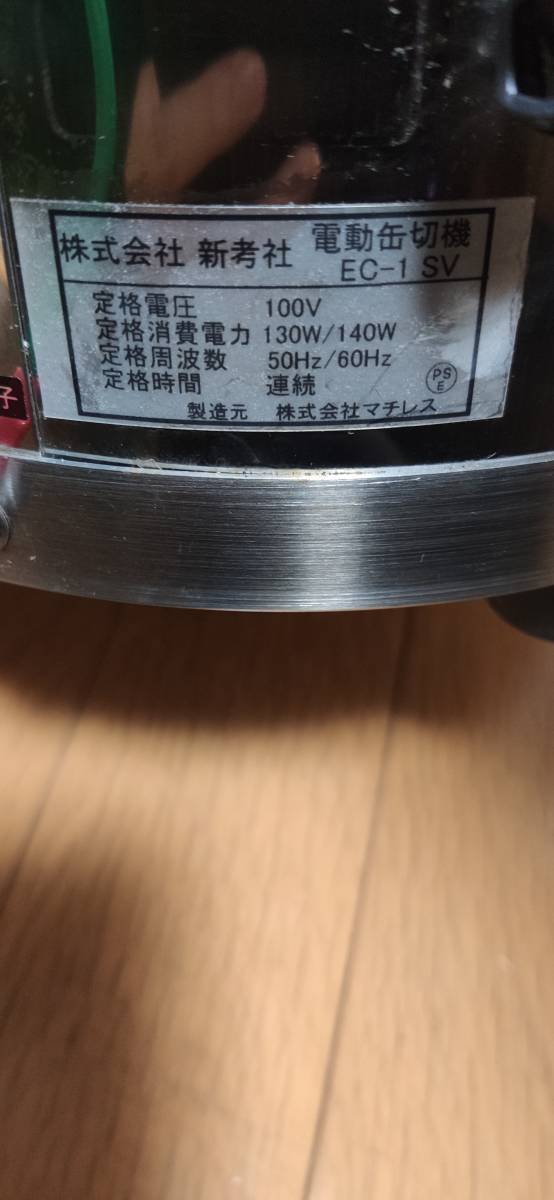 株式会社 新考社 電動缶切機
EC-1 SV
定格電圧 100V
定格消費電力 130W/140W
定格周波数 50Hz/60Hz
定格時間 連続
PS
E
製造元 株式会社マチレス
子